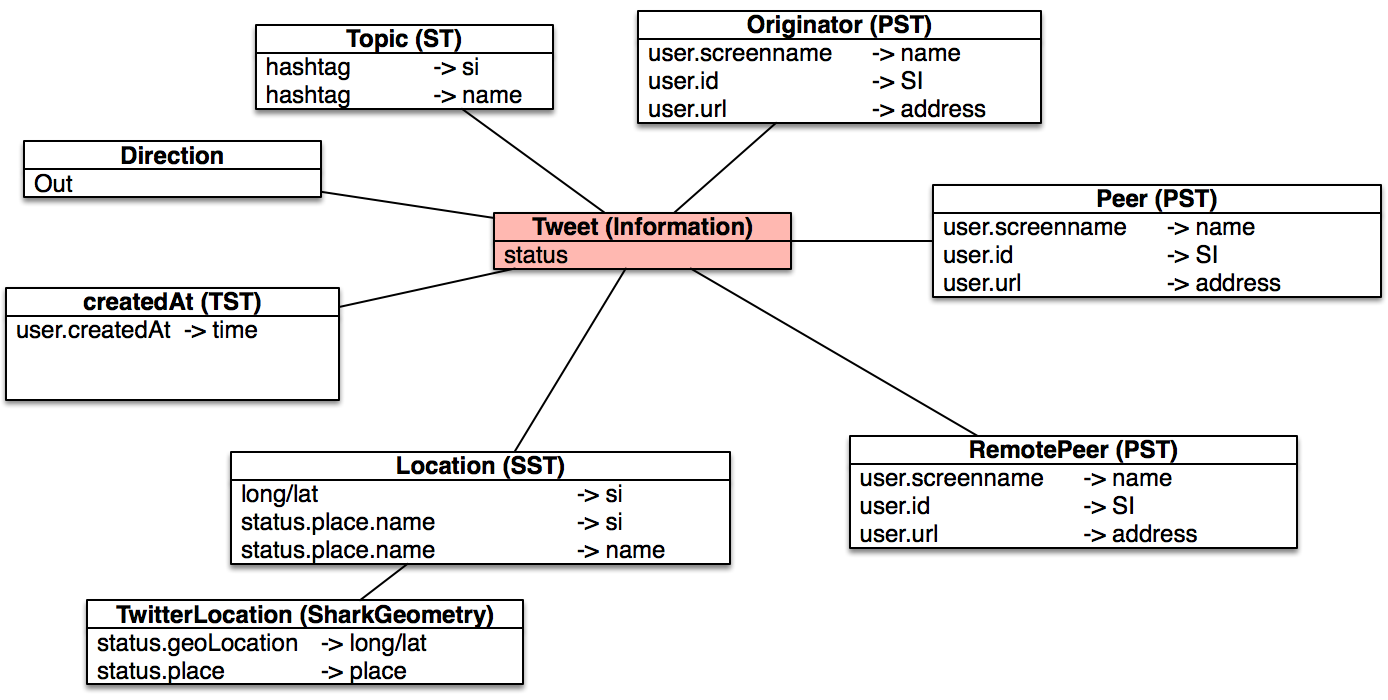 Topic (ST)
hashtag -> si
hashtag -> name
Originator (PST)
user.screenname -> name
user.id -> SI
user.url -> address
Direction
Out
Tweet (Information)
status
Peer (PST)
user.screenname -> name
user.id -> SI
user.url -> address
createdAt (TST)
user.createdAt -> time
Location (SST)
long/lat -> si
status.place.name -> si
status.place.name -> name
RemotePeer (PST)
user.screenname -> name
user.id -> SI
user.url -> address
TwitterLocation (SharkGeometry)
status.geoLocation -> long/lat
status.place -> place